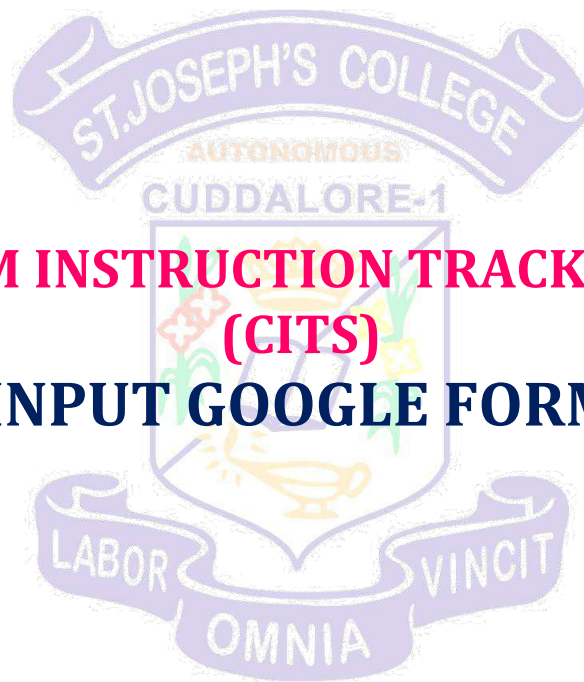 ST.JOSEPH'S COLLEGE
AUTONOMOUS
CUDDALORE-1
M INSTRUCTION TRACK
(CITS)
INPUT GOOGLE FORM
LABOR
OMNIA
VINCIT